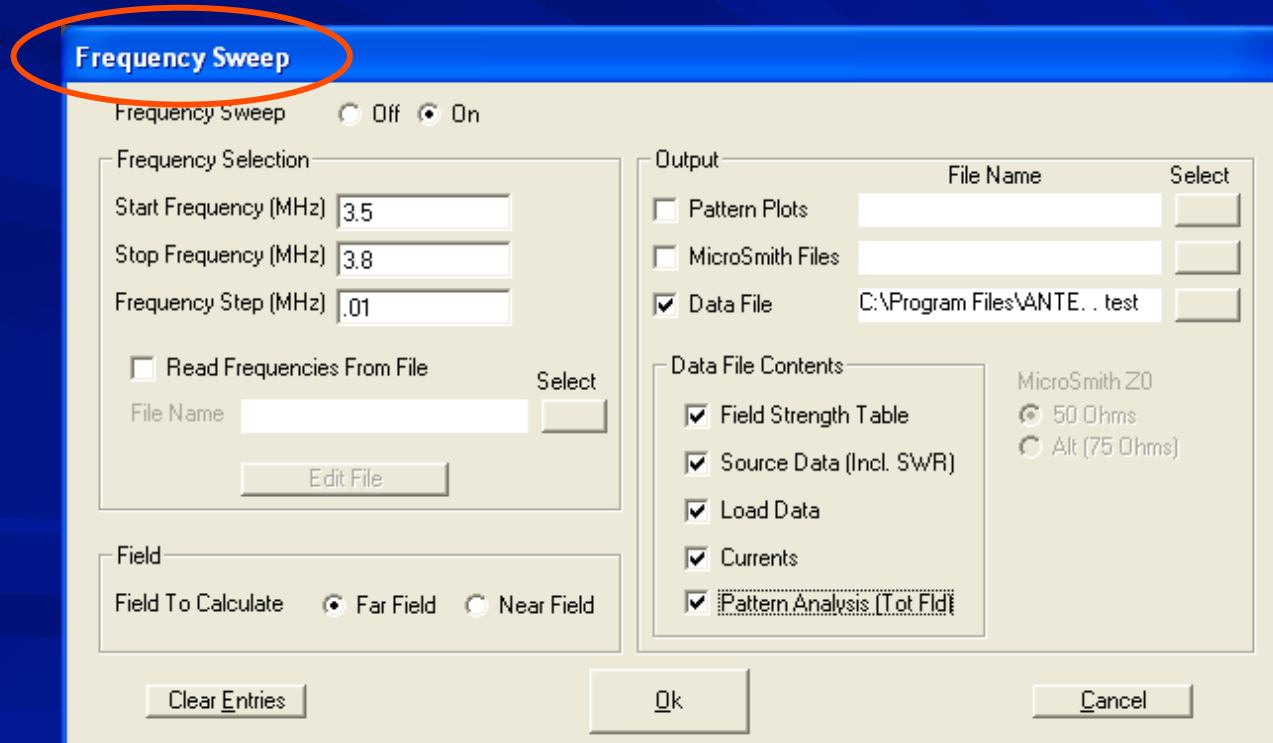 Frequency Sweep
Frequency Sweep Off On
Frequency Selection
Start Frequency (MHz) 3.5
Stop Frequency (MHz) 3.8
Frequency Step (MHz) .01
Read Frequencies From File
Select
File Name
Edit File
Field
Field To Calculate Far Field Near Field
Output
File Name Select
Pattern Plots
MicroSmith Files
Data File C:\Program Files\ANTE. . test
Data File Contents
Field Strength Table
Source Data (Incl. SWR)
Load Data
Currents
Pattern Analysis (Tot Fld)
MicroSmith Z0
50 Ohms
Alt (75 Ohms)
Clear Entries Ok Cancel